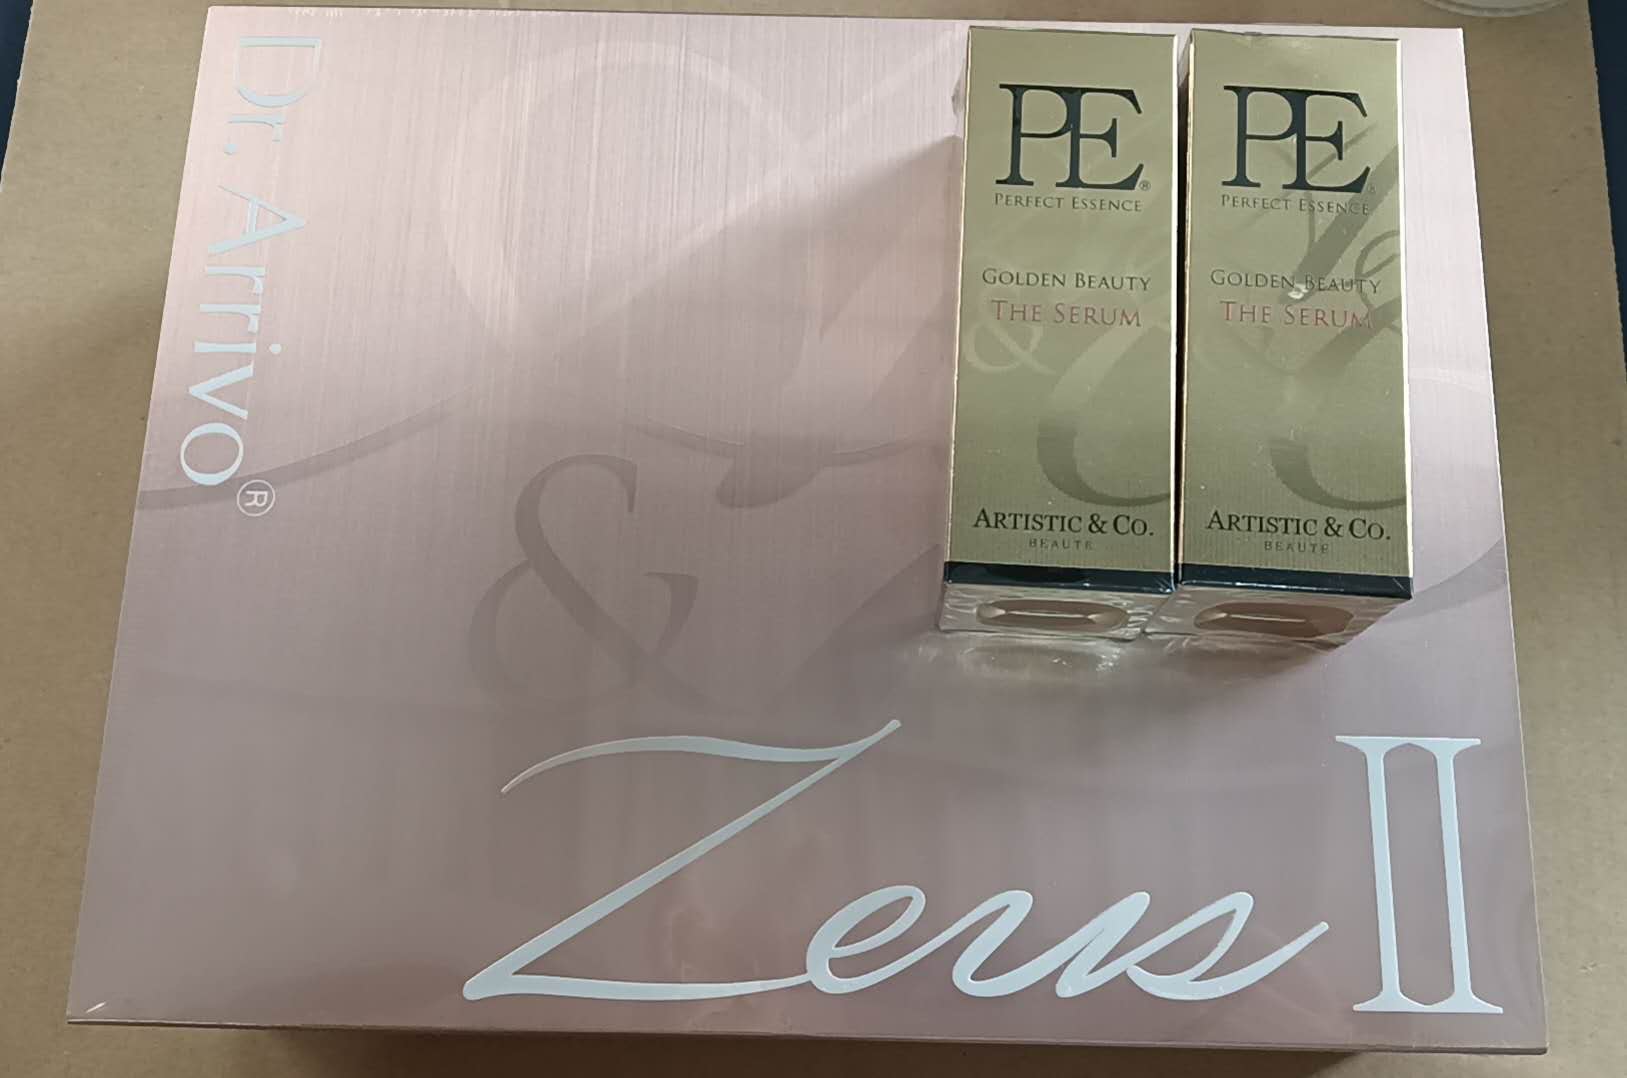 Dr. Arrivo®
PE®
PERFECT ESSENCE
GOLDEN BEAUTY
THE SERUM
ARTISTIC & CO.
BEAUTE
PE®
PERFECT ESSENCE
GOLDEN BEAUTY
THE SERUM
ARTISTIC & CO.
BEAUTE
&
Zeus II